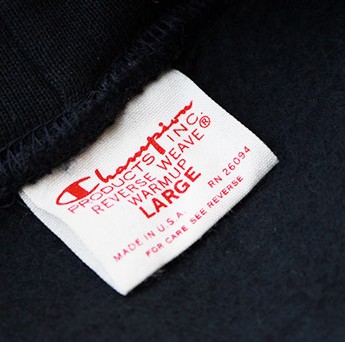 Champion
PRODUCTS INC.
REVERSE WEAVE®
WARMUP
LARGE
MADE IN U.S.A. RN 26094
FOR CARE SEE REVERSE